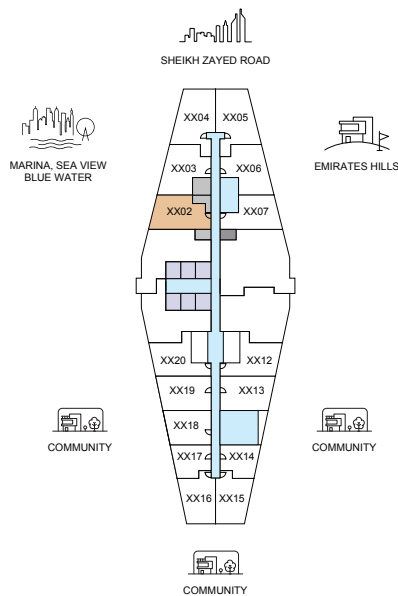 SHEIKH ZAYED ROAD
XX04 XX05
MARINA, SEA VIEW
BLUE WATER
XX03 XX06
EMIRATES HILLS
XX02 XX07
XX20 XX12
XX19 XX13
XX18
XX17 XX14
COMMUNITY
COMMUNITY
XX16 XX15
COMMUNITY